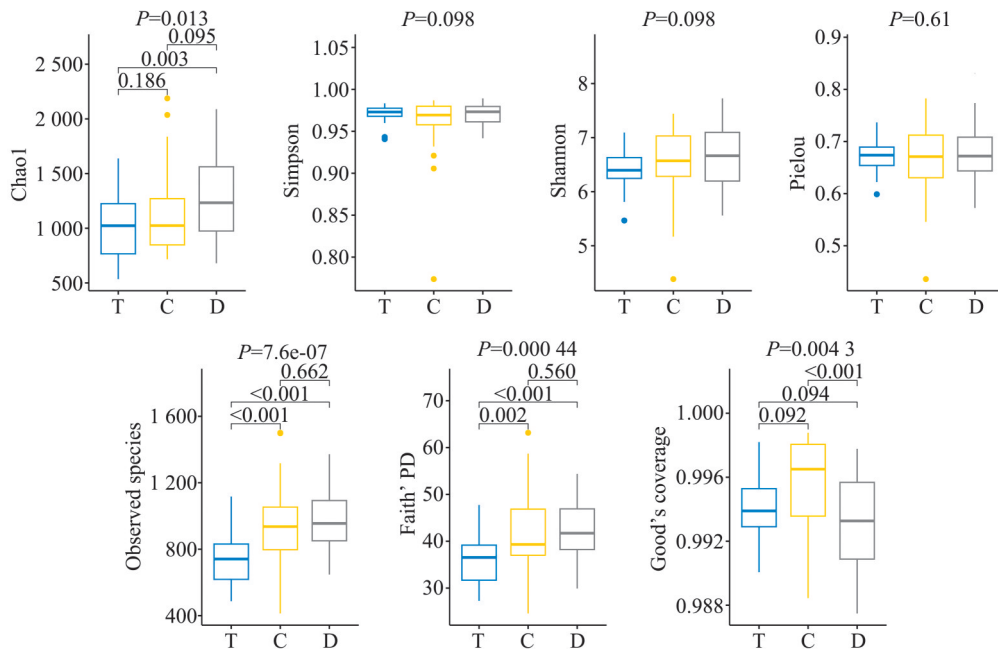 P=0.013
0.095
0.003
0.186
Chao1
2 500
2 000
1 500
1 000
500
T C D
P=0.098
Simpson
1.05
1.00
0.95
0.90
0.85
0.80
T C D
P=0.098
Shannon
8
7
6
5
T C D
P=0.61
Pielou
0.9
0.8
0.7
0.6
0.5
T C D
P=7.6e-07
0.662
<0.001
<0.001
Observed species
1 600
1 200
800
400
T C D
P=0.000 44
0.560
<0.001
0.002
Faith' PD
70
60
50
40
30
T C D
P=0.004 3
<0.001
0.094
0.092
Good's coverage
1.000
0.996
0.992
0.988
T C D